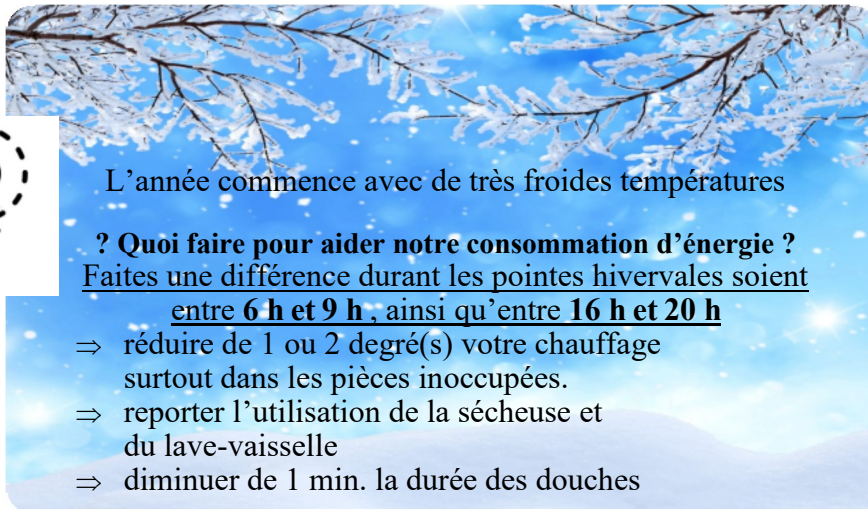 L’année commence avec de très froides températures
? Quoi faire pour aider notre consommation d’énergie ?
Faites une différence durant les pointes hivervales soient
entre 6 h et 9 h , ainsi qu’entre 16 h et 20 h
⇒ réduire de 1 ou 2 degré(s) votre chauffage
surtout dans les pièces inoccupées.
⇒ reporter l’utilisation de la sécheuse et
du lave-vaisselle
⇒ diminuer de 1 min. la durée des douches